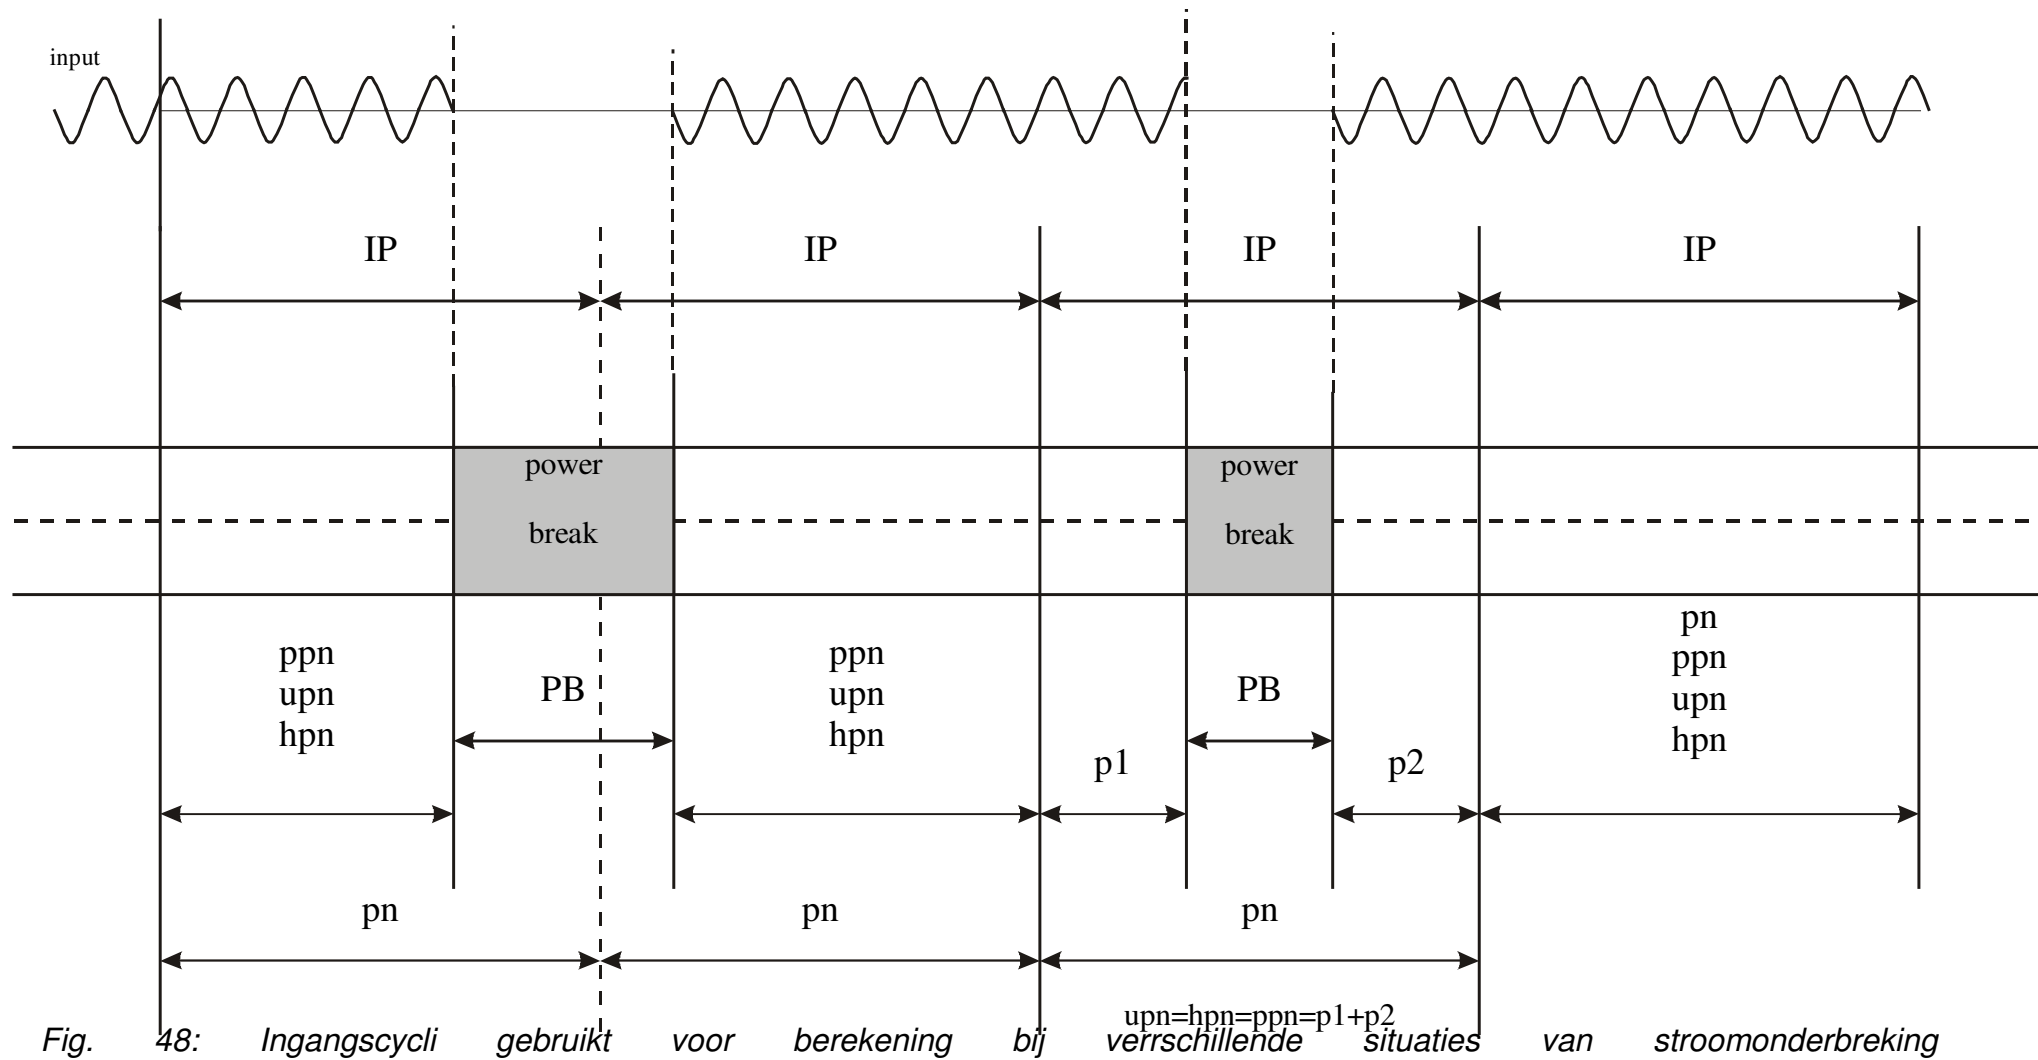 input
IP IP IP IP
power power
break break
pn
ppn ppn ppn
upn PB upn PB upn
hpn hpn hpn
p1 p2
pn pn pn
upn=hpn=ppn=p1+p2
Fig. 48: Ingangscycli gebruikt voor berekening bij verrschillende situaties van stroomonderbreking